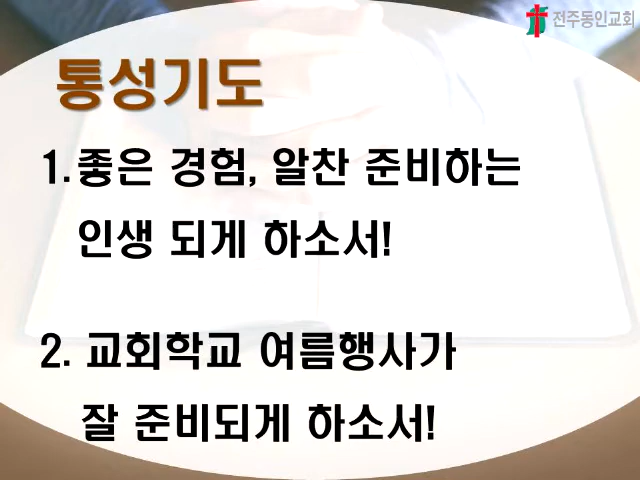 전주동인교회
통성기도
1.좋은 경험, 알찬 준비하는
인생 되게 하소서!
2. 교회학교 여름행사가
잘 준비되게 하소서!